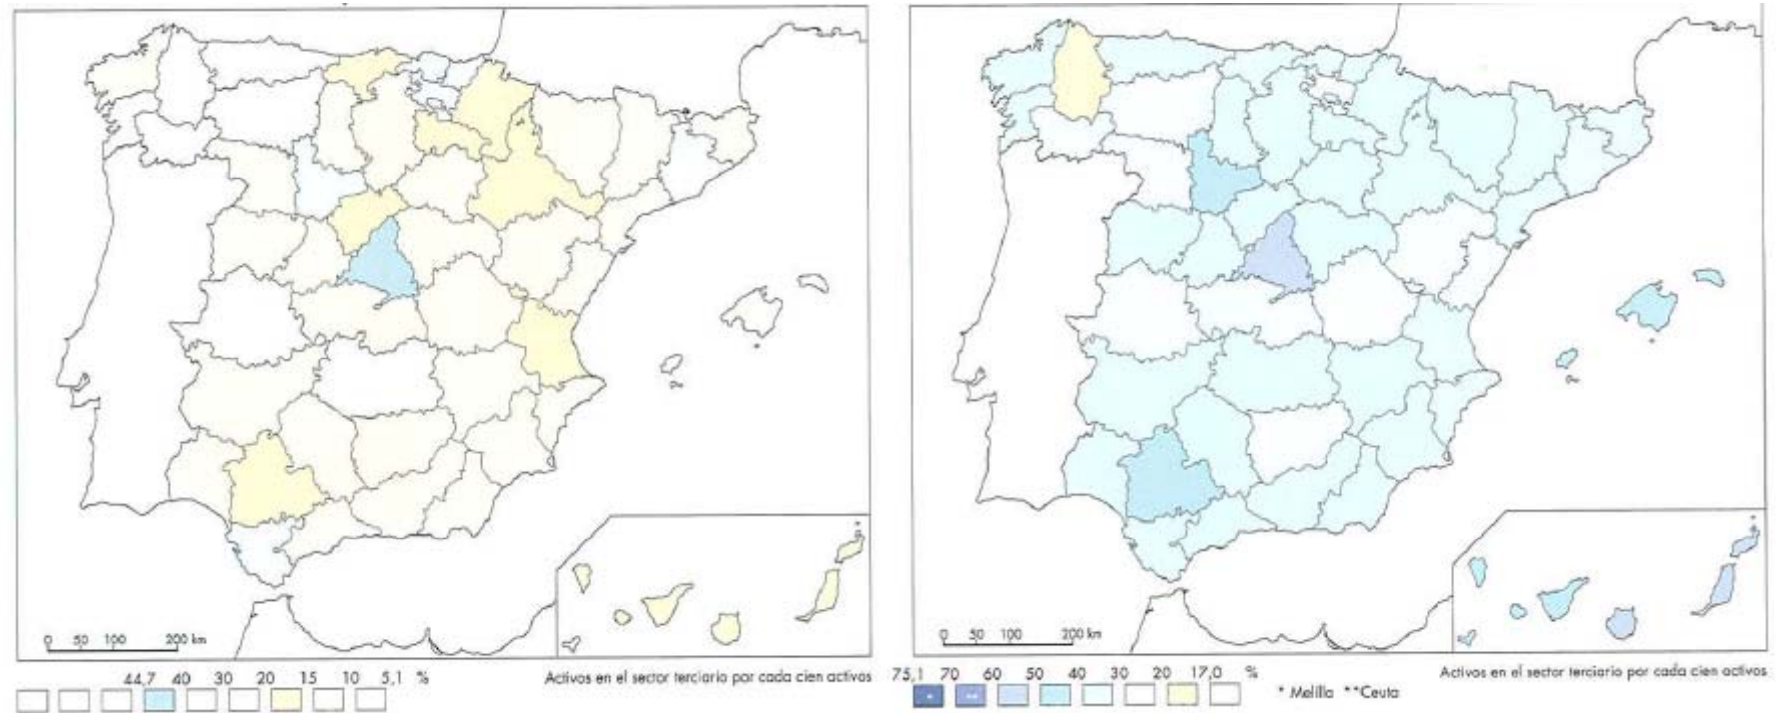 0 50 100 200 km
44,7 40 30 20 15 10 5,1 %
Activos en el sector terciario por cada cien activos
0 50 100 200 km
75,1 70 60 50 40 30 20 17,0 %
Activos en el sector terciario por cada cien activos
* ** * Melilla **Ceuta